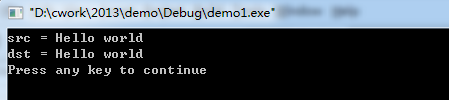 "D:\cwork\2013\demo\Debug\demo1.exe"
src = Hello world
dst = Hello world
Press any key to continue